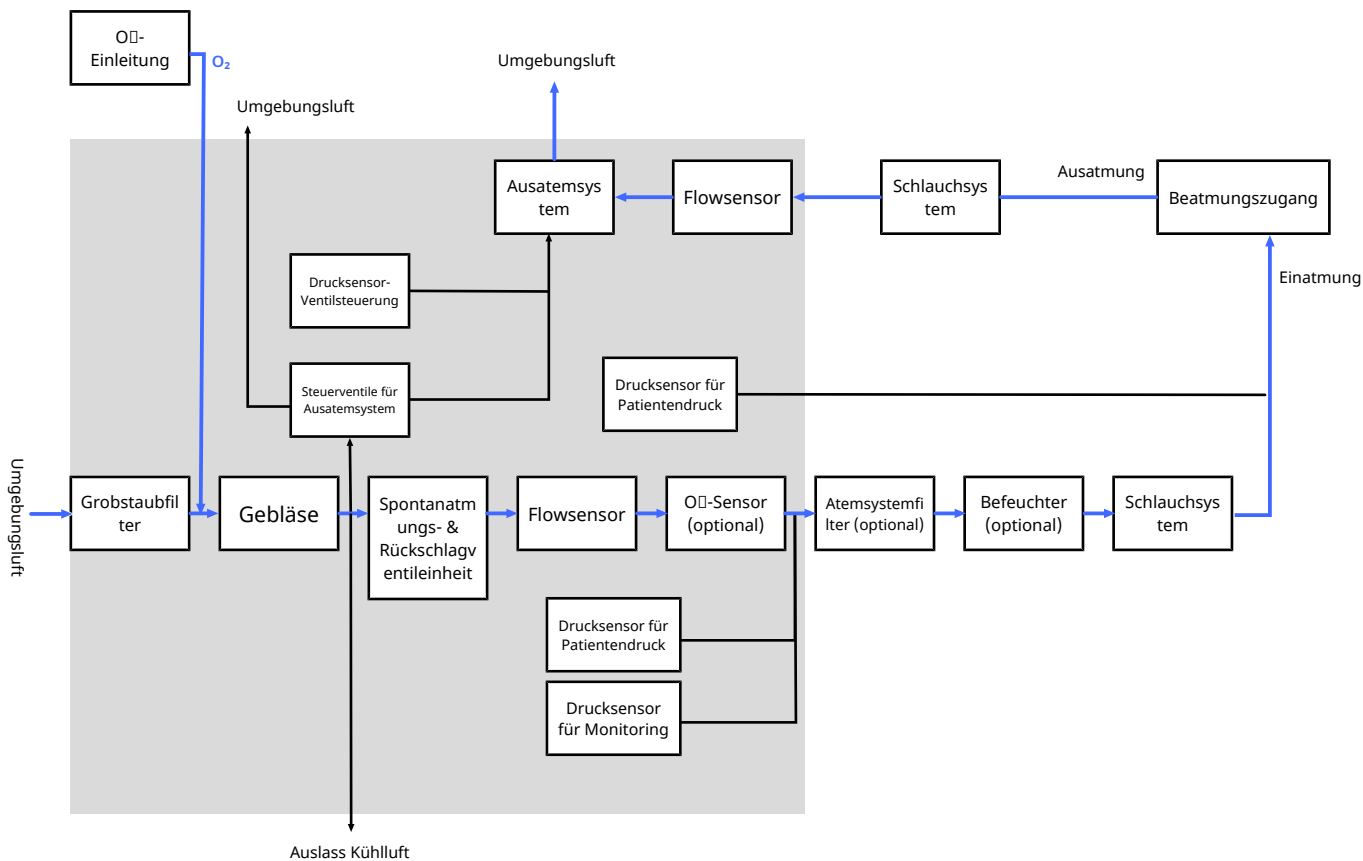 O▯-
Einleitung
O₂
Umgebungsluft
Umgebungsluft
Ausatemsys
tem
Flowsensor
Schlauchsys
tem
Ausatmung
Beatmungszugang
Drucksensor-
Ventilsteuerung
Einatmung
Steuerventile für
Ausatemsystem
Drucksensor für
Patientendruck
Umgebungsluft
Grobstaubfil
ter
Gebläse
Spontanatm
ungs- &
Rückschlagv
entileinheit
Flowsensor
O▯-Sensor
(optional)
Atemsystemfi
lter (optional)
Befeuchter
(optional)
Schlauchsys
tem
Drucksensor für
Patientendruck
Drucksensor
für Monitoring
Auslass Kühlluft